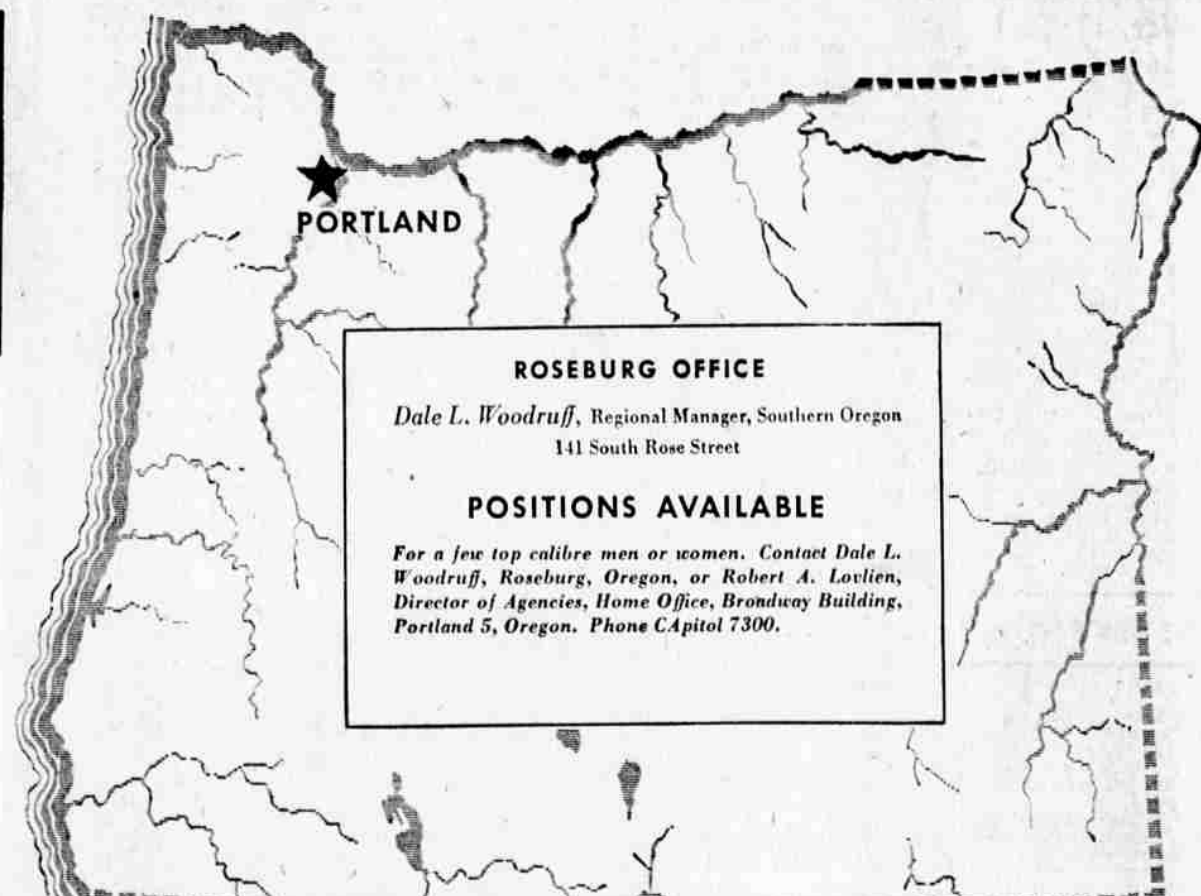 PORTLAND
ROSEBURG OFFICE
Dale L. Woodruff, Regional Manager, Southern Oregon
141 South Rose Street
POSITIONS AVAILABLE
For a few top calibre men or women. Contact Dale L.
Woodruff, Roseburg, Oregon, or Robert A. Lovlien,
Director of Agencies, Home Office, Broadway Building,
Portland 5, Oregon. Phone CApitol 7300.